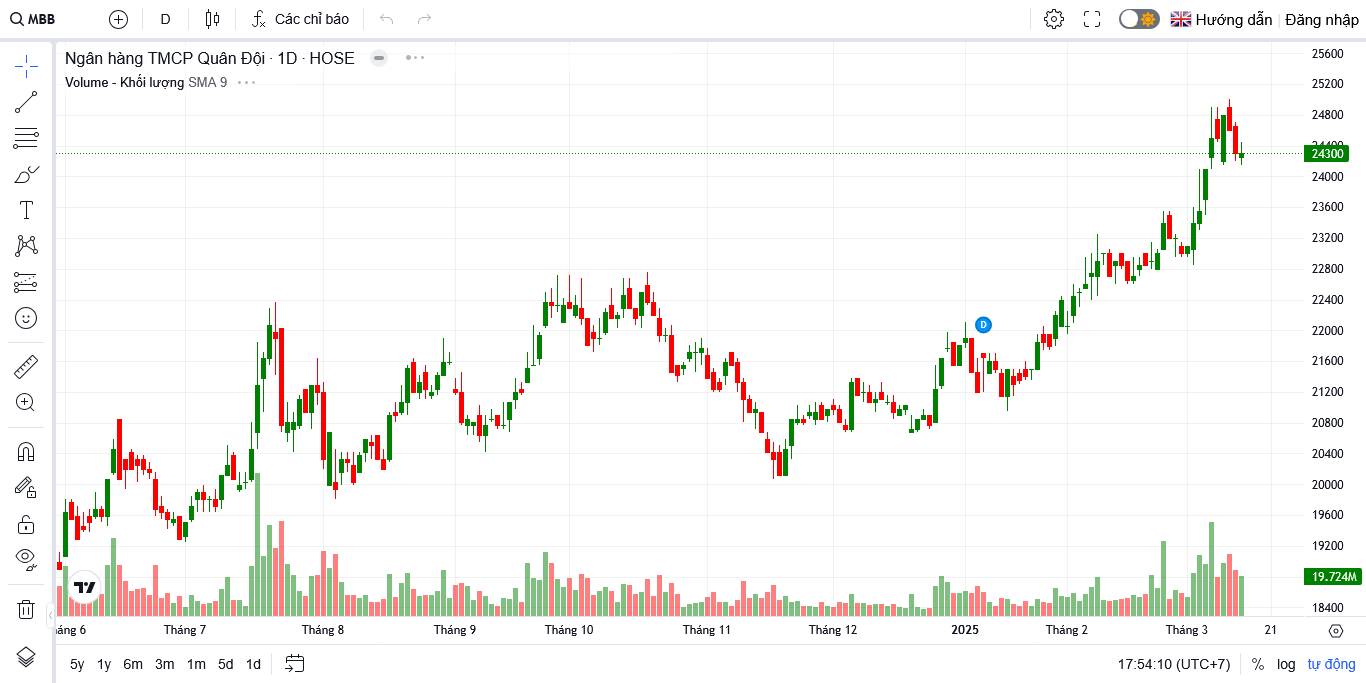 MBB D Các chỉ báo Hướng dẫn Đăng nhập
Ngân hàng TMCP Quân Đội · 1D · HOSE
Volume - Khối lượng SMA 9
D
25600
25200
24800
24300
24000
23600
23200
22800
22400
22000
21600
21200
20800
20400
20000
19600
19200
19.724M
18400
áng 6 Tháng 7 Tháng 8 Tháng 9 Tháng 10 Tháng 11 Tháng 12 2025 Tháng 2 Tháng 3 21
5y 1y 6m 3m 1m 5d 1d 17:54:10 (UTC+7) % log tự động